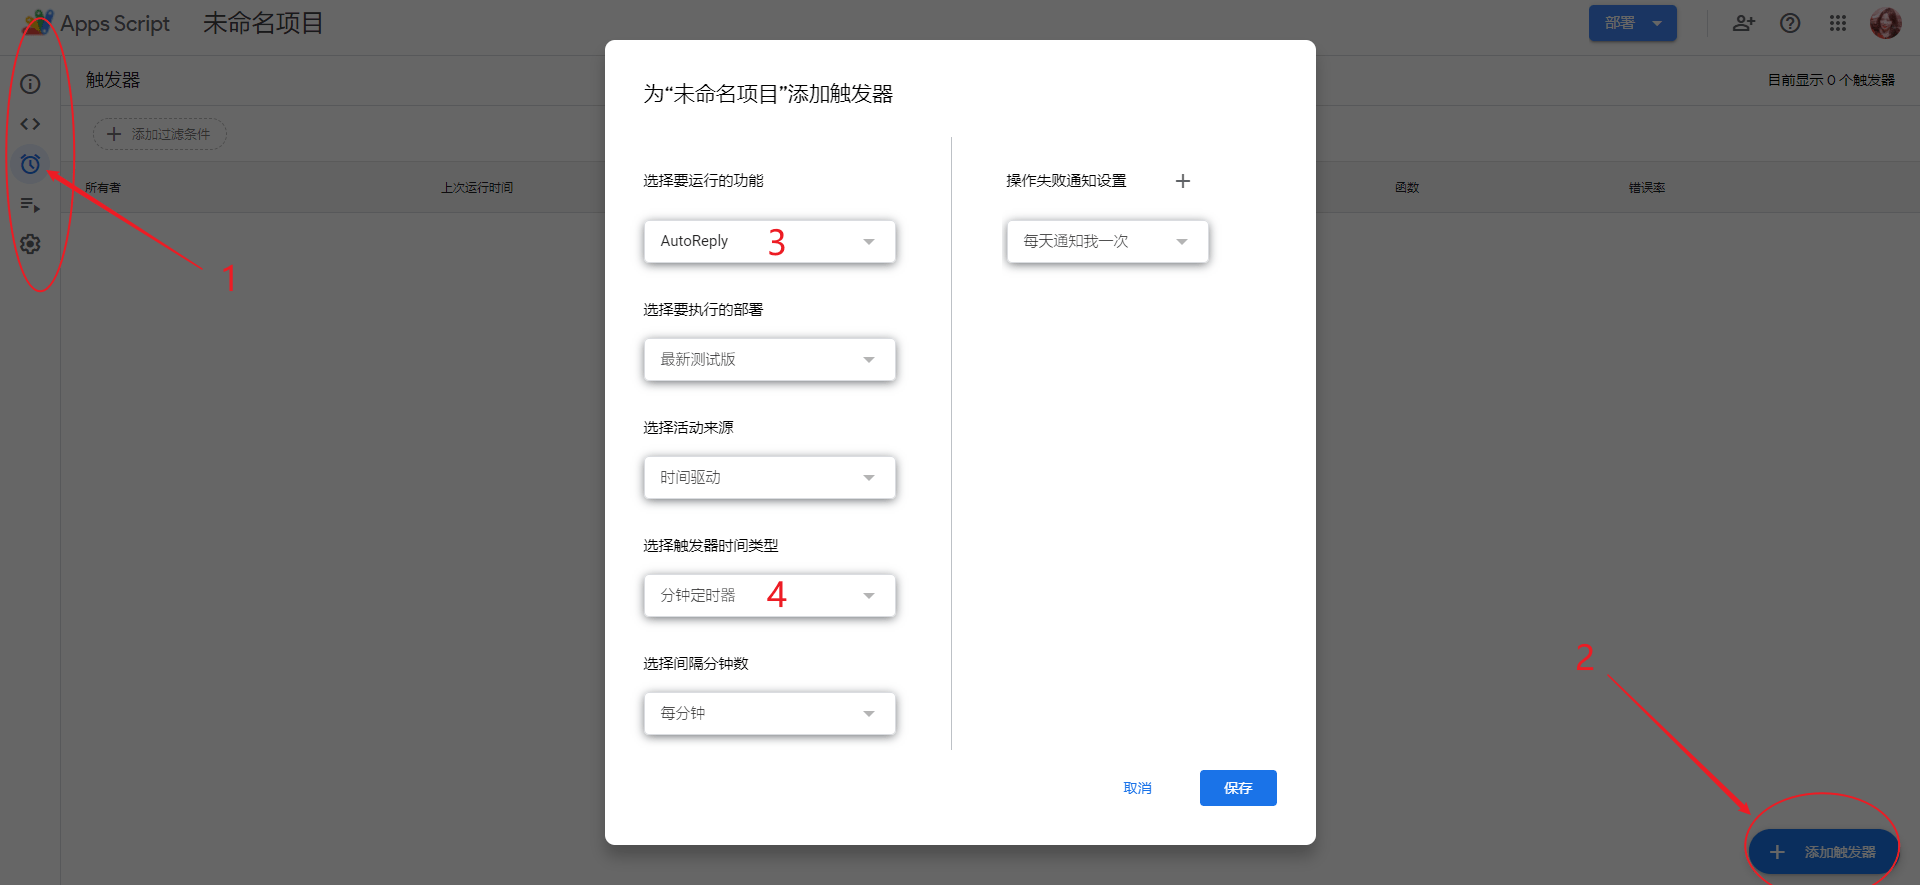 Apps Script 未命名项目
部署
触发器
目前显示 0 个触发器
添加过滤条件
所有者 上次运行时间 函数 错误率
1
为“未命名项目”添加触发器
选择要运行的功能
AutoReply 3
选择要执行的部署
最新测试版
选择活动来源
时间驱动
选择触发器时间类型
分钟定时器 4
选择间隔分钟数
每分钟
操作失败通知设置
每天通知我一次
取消 保存
2
添加触发器